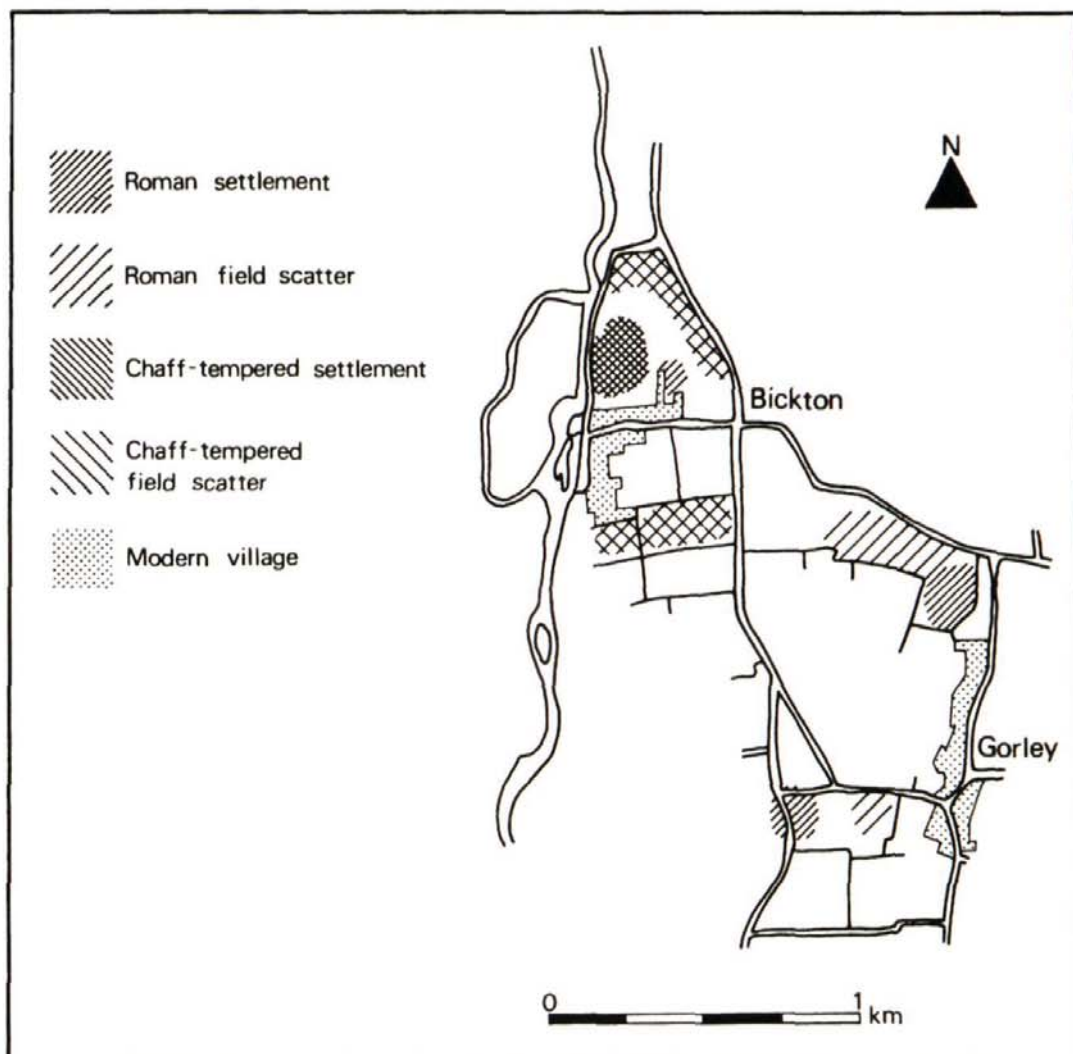 Roman settlement
Roman field scatter
Chaff-tempered settlement
Chaff-tempered
field scatter
Modern village
N
Bickton
Gorley
0 1
km